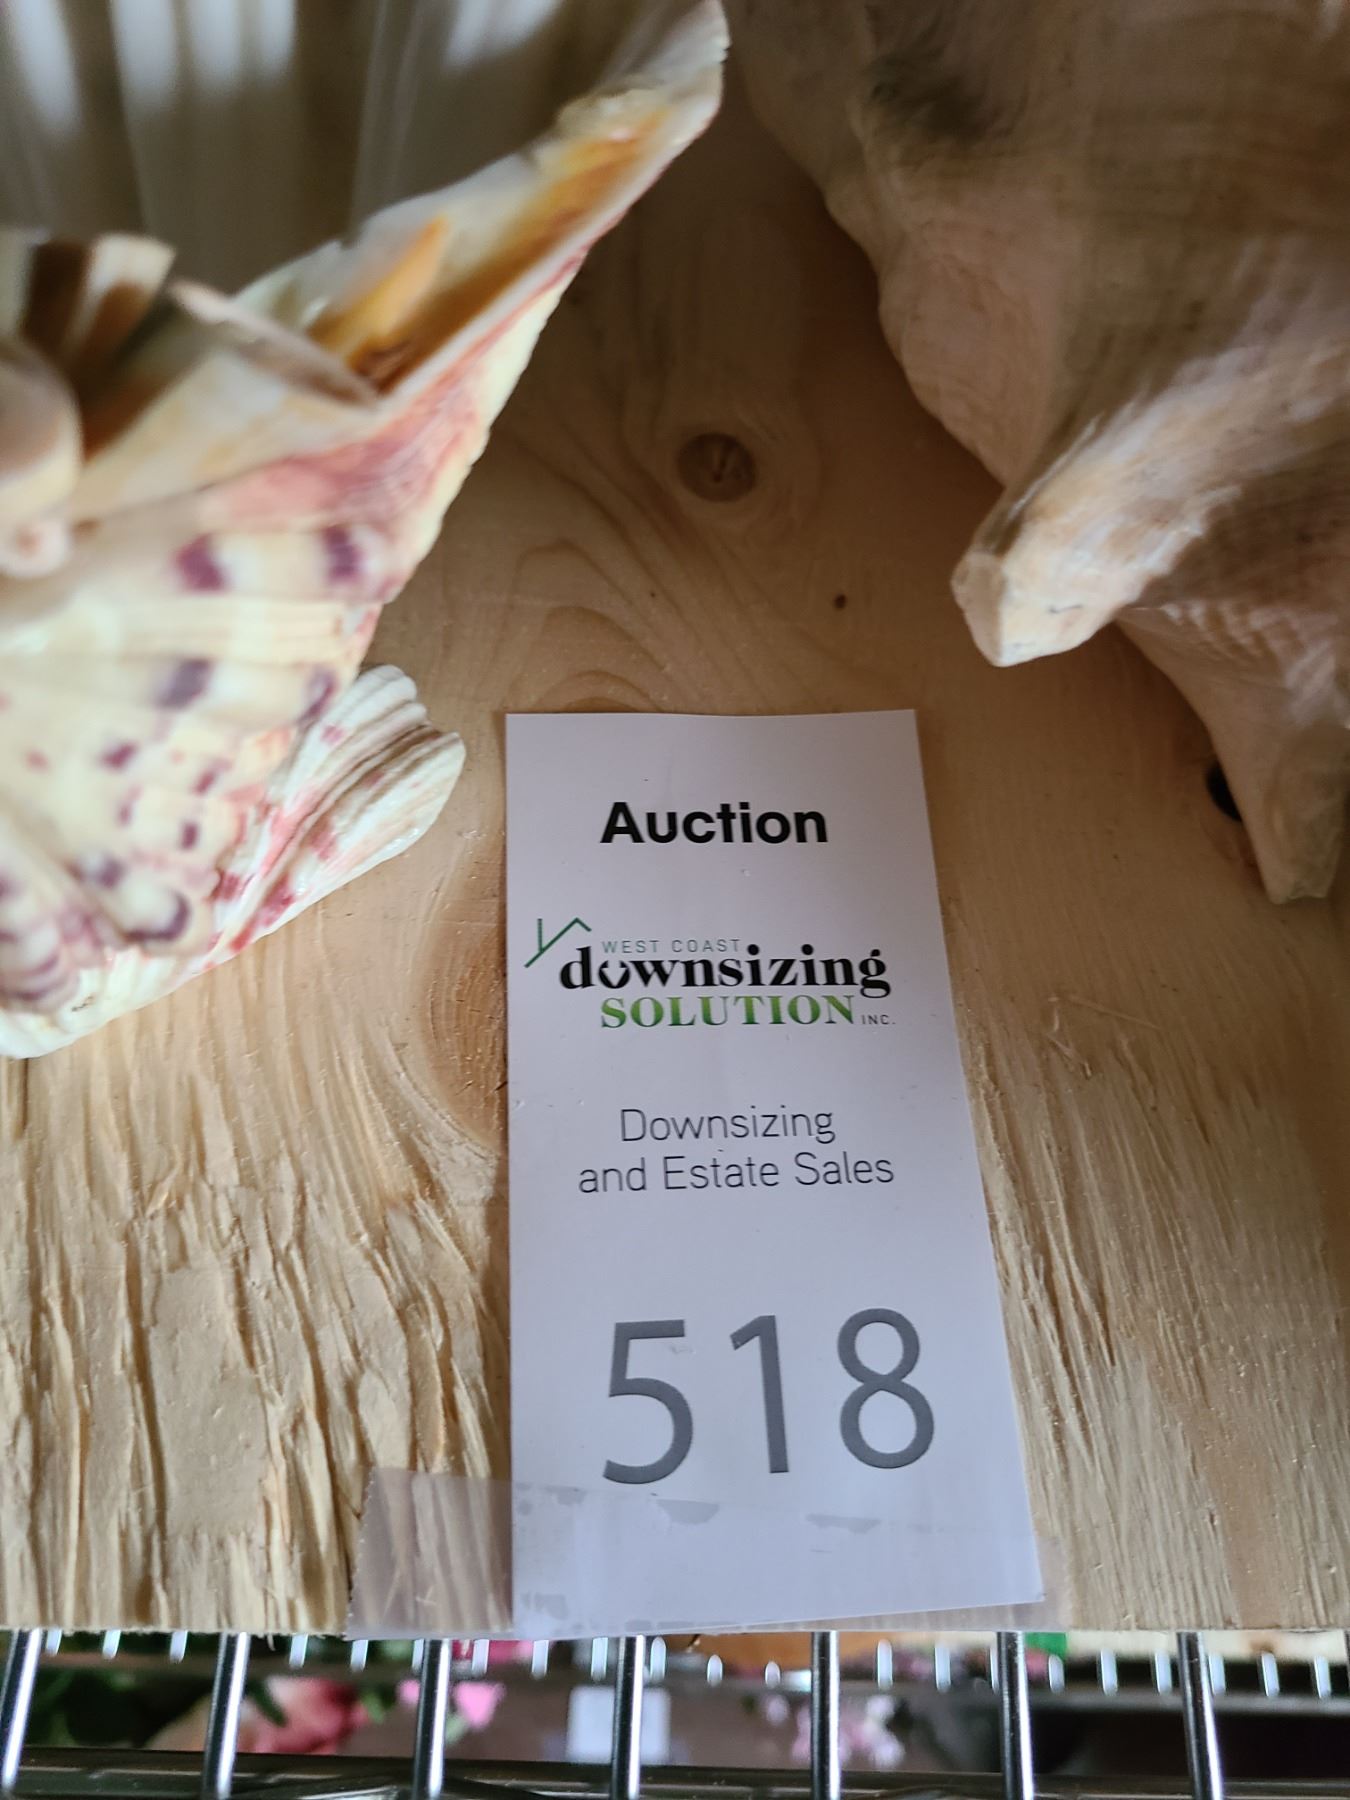 Auction
WEST COAST
downsizing
SOLUTION INC.
Downsizing
and Estate Sales
518